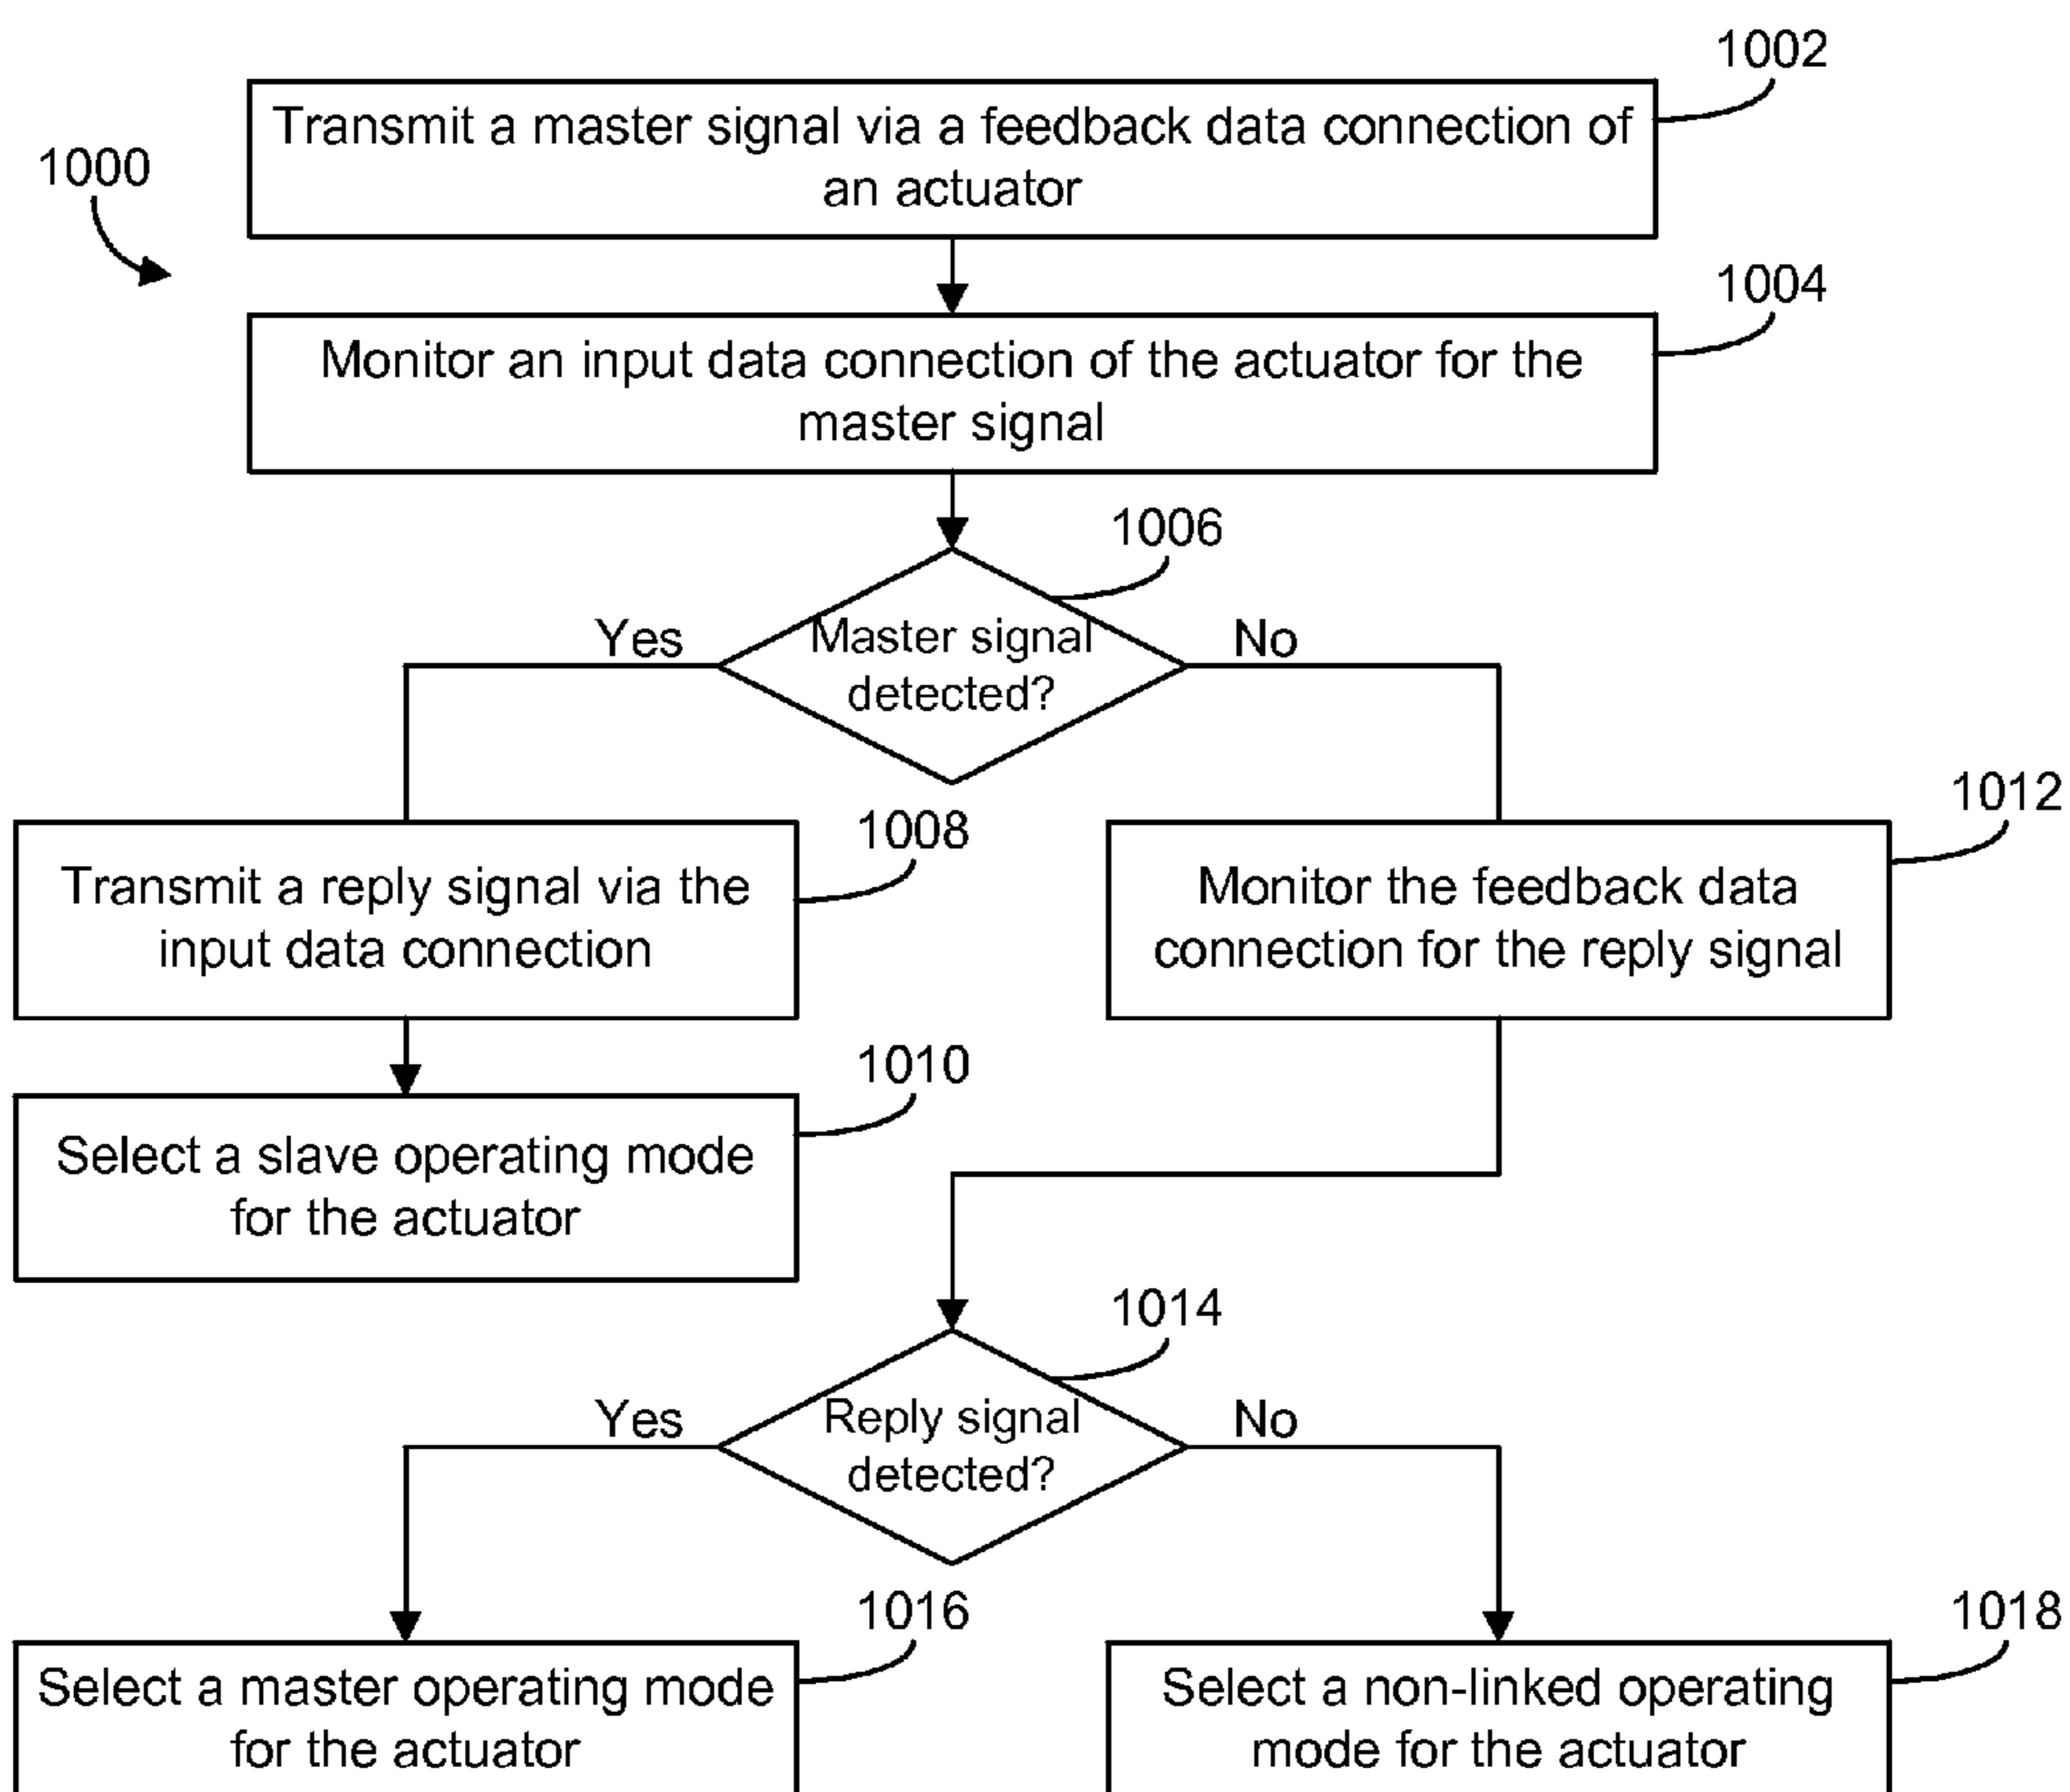 1002
Transmit a master signal via a feedback data connection of
an actuator
1000
1004
Monitor an input data connection of the actuator for the
master signal
1006
Yes
Master signal
detected?
No
1008
Transmit a reply signal via the
input data connection
1012
Monitor the feedback data
connection for the reply signal
1010
Select a slave operating mode
for the actuator
1014
Yes
Reply signal
detected?
No
1016
Select a master operating mode
for the actuator
1018
Select a non-linked operating
mode for the actuator